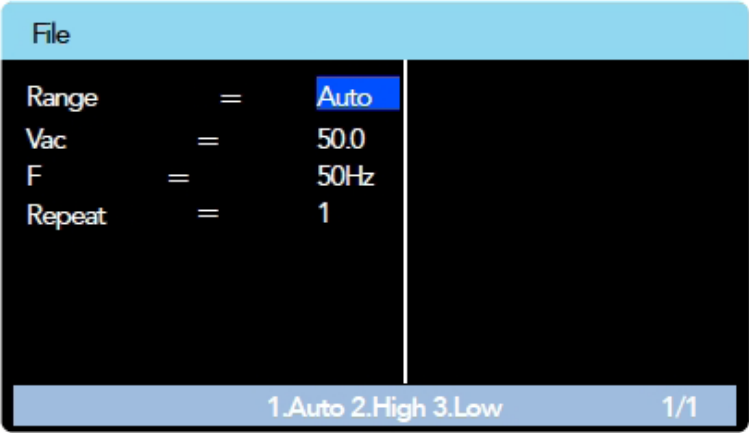 File
Range = Auto
Vac = 50.0
F = 50Hz
Repeat = 1
1.Auto 2.High 3.Low 1/1